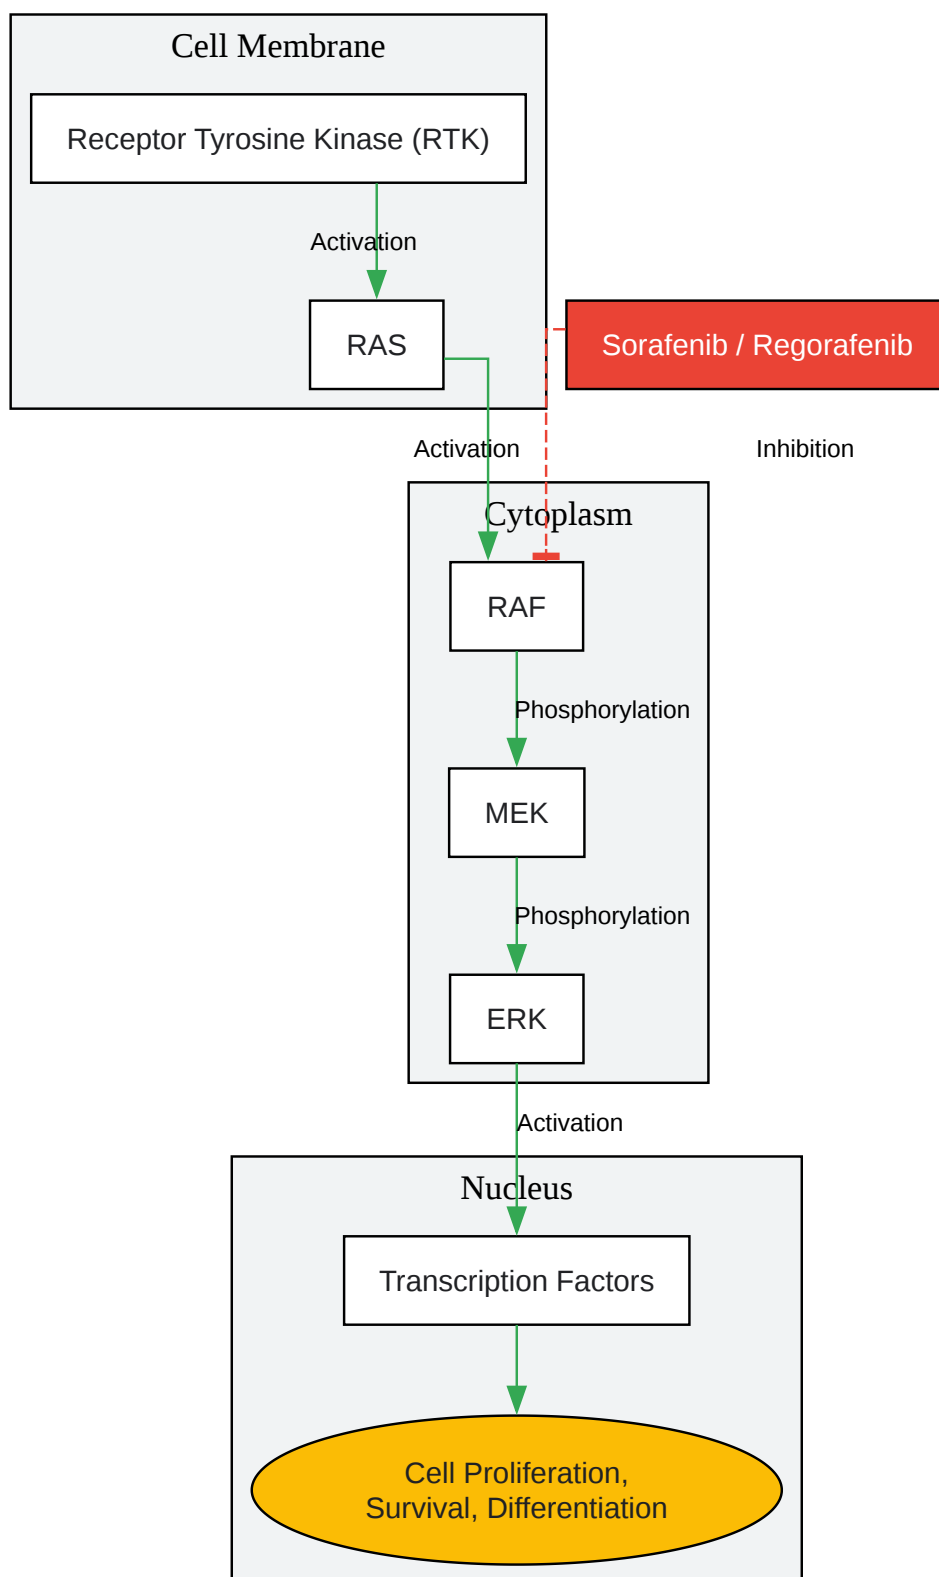 Cell Membrane
Receptor Tyrosine Kinase (RTK)
Activation
RAS
Sorafenib / Regorafenib
Activation
Inhibition
Cytoplasm
RAF
Phosphorylation
MEK
Phosphorylation
ERK
Activation
Nucleus
Transcription Factors
Cell Proliferation,
Survival, Differentiation